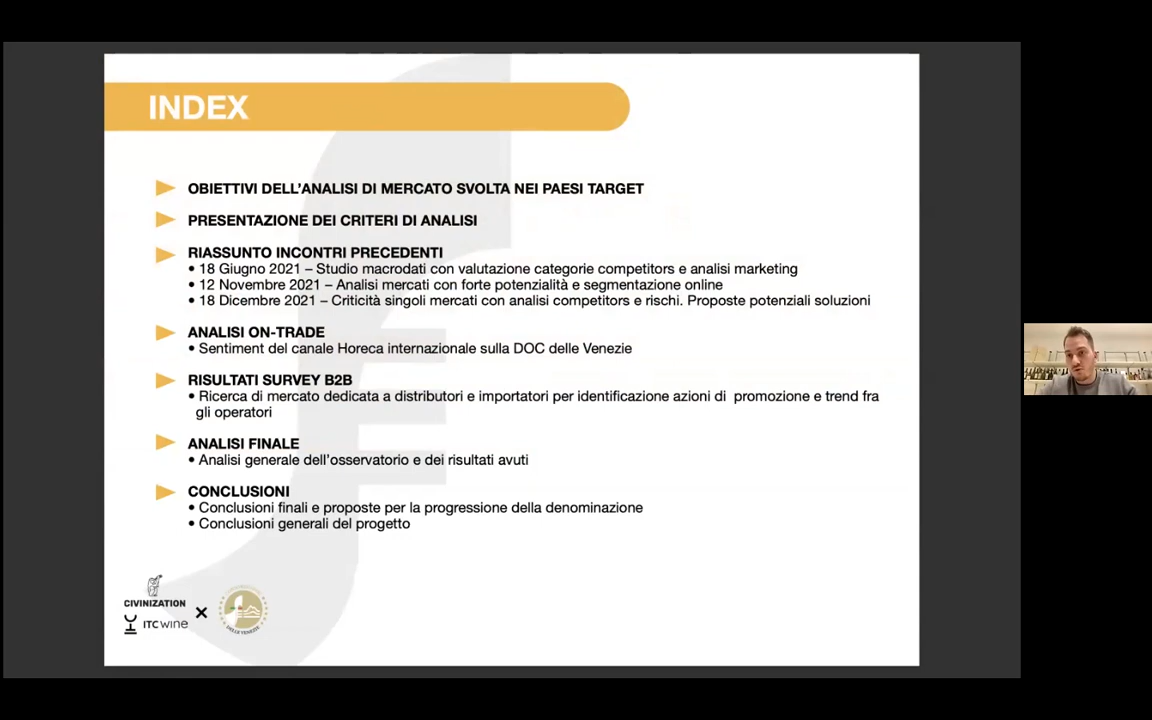 INDEX
OBIETTIVI DELL'ANALISI DI MERCATO SVOLTA NEI PAESI TARGET
PRESENTAZIONE DEI CRITERI DI ANALISI
RIASSUNTO INCONTRI PRECEDENTI
• 18 Giugno 2021 – Studio macrodati con valutazione categorie competitors e analisi marketing
• 12 Novembre 2021 – Analisi mercati con forte potenzialità e segmentazione online
• 18 Dicembre 2021 – Criticità singoli mercati con analisi competitors e rischi. Proposte potenziali soluzioni
ANALISI ON-TRADE
• Sentiment del canale Horeca internazionale sulla DOC delle Venezie
RISULTATI SURVEY B2B
• Ricerca di mercato dedicata a distributori e importatori per identificazione azioni di promozione e trend fra
gli operatori
ANALISI FINALE
• Analisi generale dell'osservatorio e dei risultati avuti
CONCLUSIONI
• Conclusioni finali e proposte per la progressione della denominazione
• Conclusioni generali del progetto
CIVINIZATION
ITC wine
X
DELLE VENEZIE